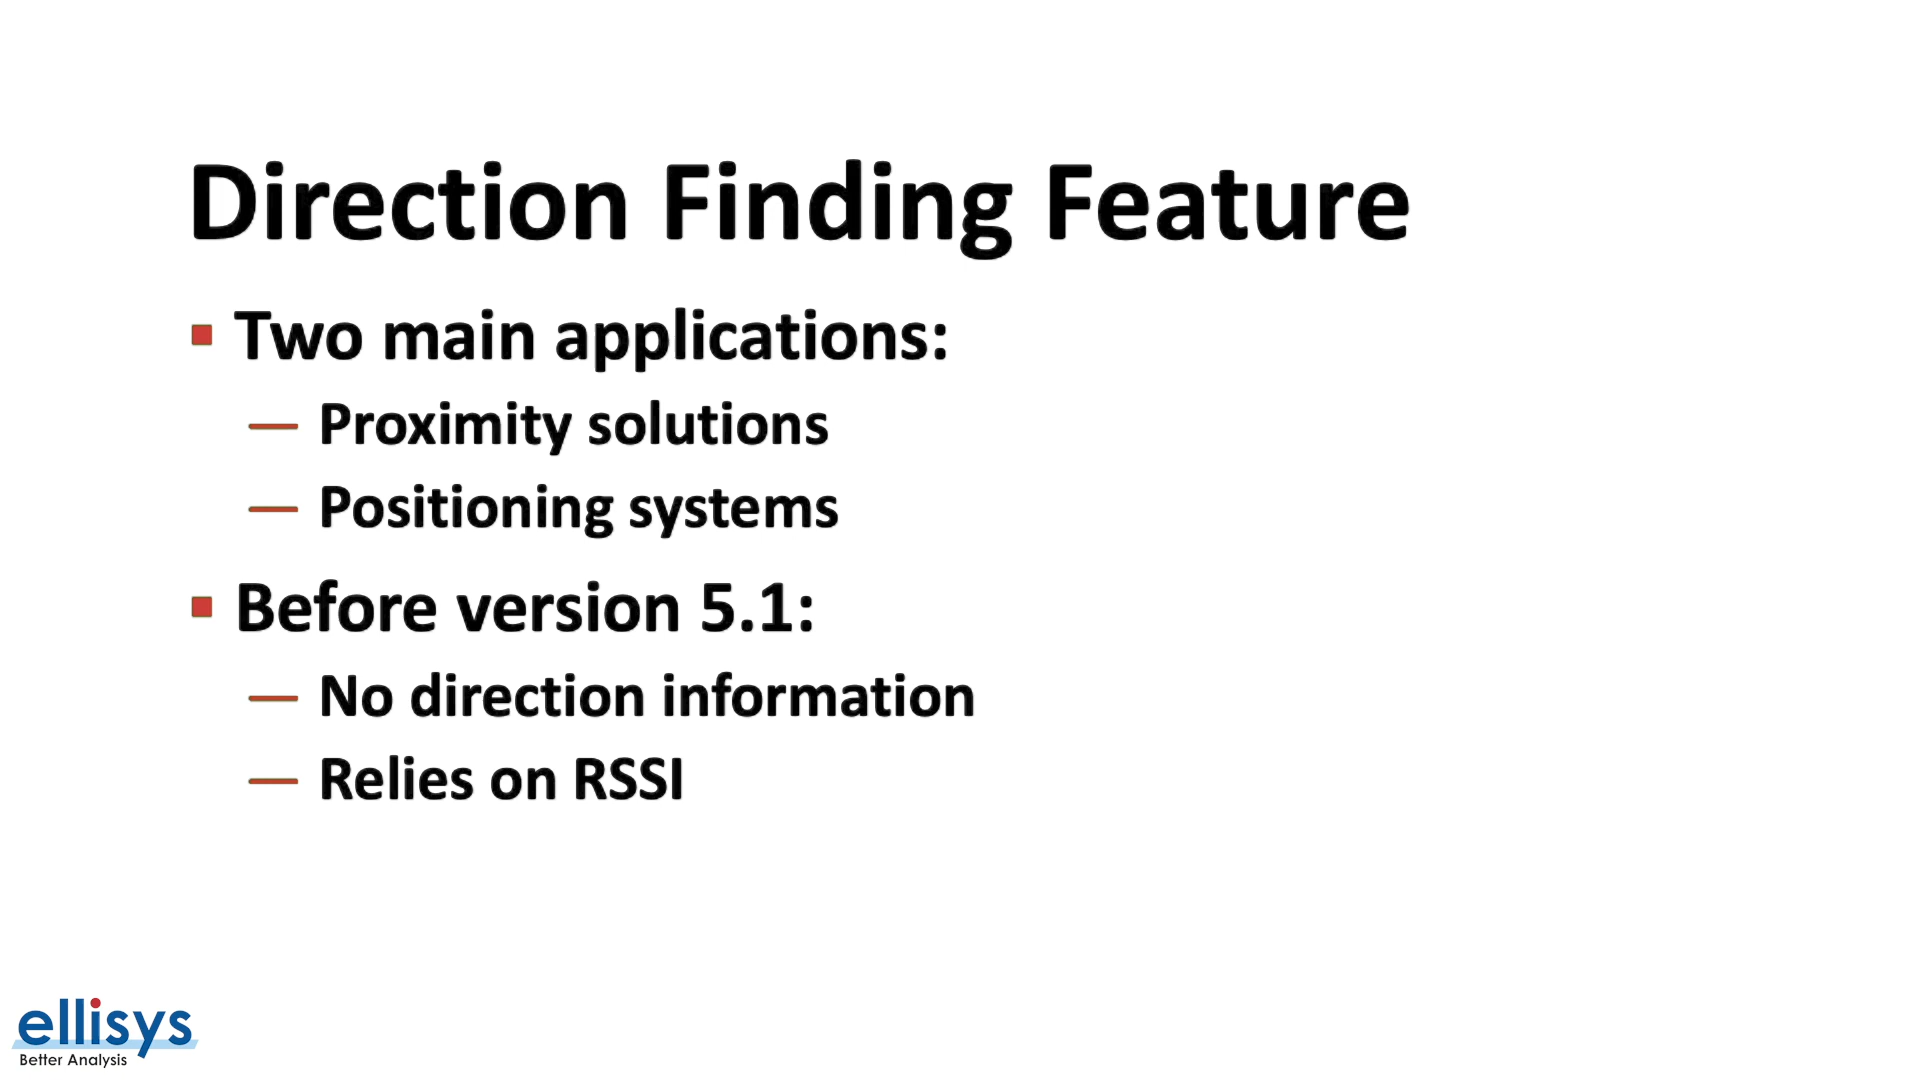 Direction Finding Feature
Two main applications:
— Proximity solutions
— Positioning systems
Before version 5.1:
— No direction information
— Relies on RSSI
ellisys
Better Analysis